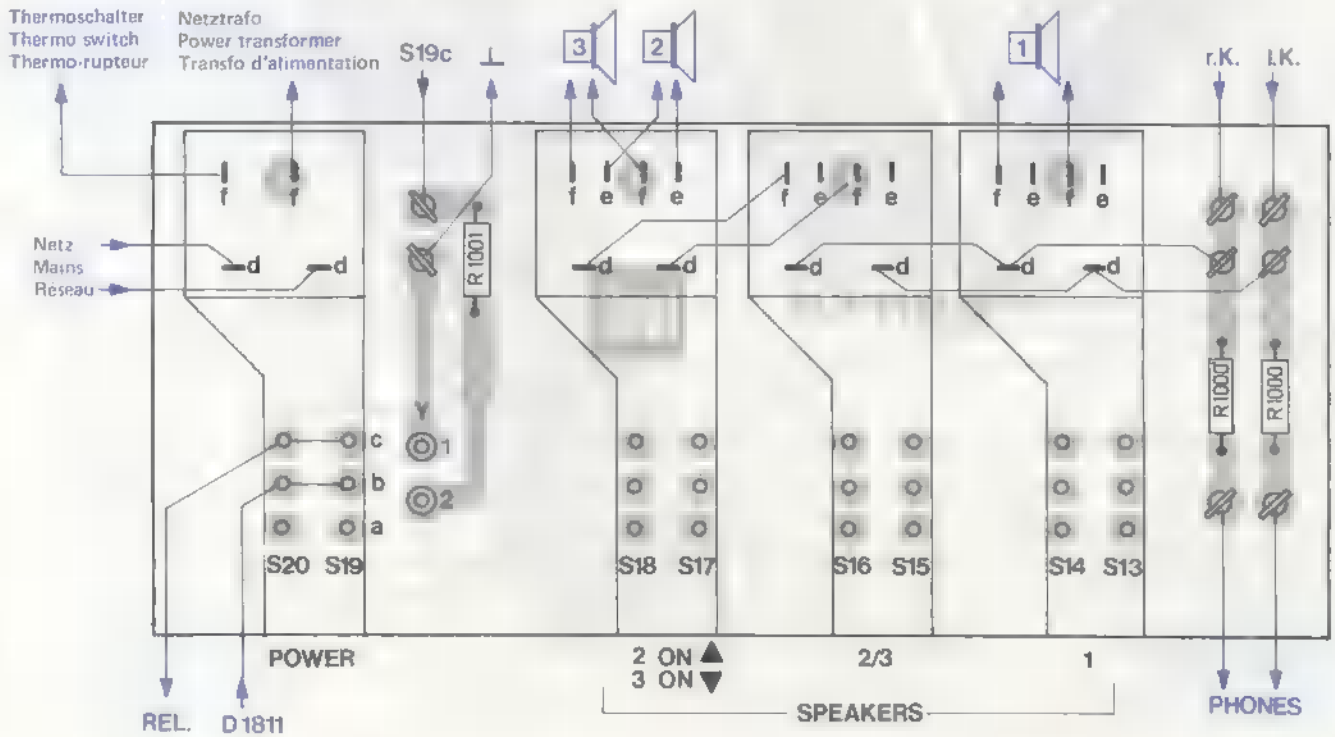 Thermoschalter
Thermo switch
Thermo-rupteur
Netztrafo
Power transformer
Transfo d'alimentation
S19c
⊥
3
2
1
r.K.
l.K.
f f
f e f e
f e f e
f e f e
Netz
Mains
Réseau
d d
d d
d d
d d
R 1001
R 1000
R 1000
Y
1
2
c
b
a
S20 S19
S18 S17
S16 S15
S14 S13
POWER
2 ON ▲
3 ON ▼
2/3
1
SPEAKERS
PHONES
REL.
D 1811